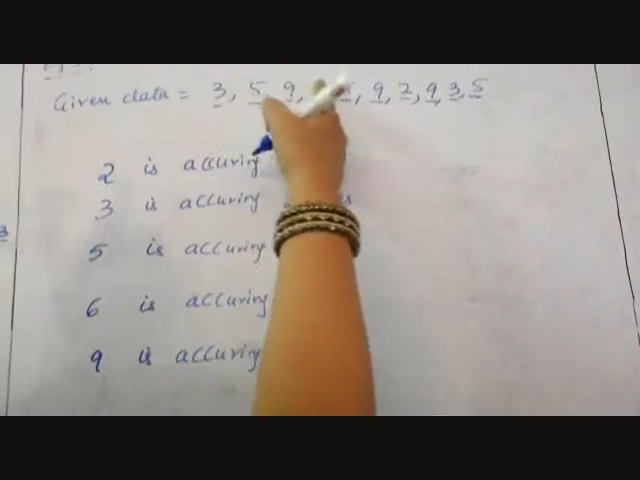 Given data = 3, 5, 9, 9, 2, 9, 3, 5
2 is accuring
3 is accuring
5 is accuring
6 is accuring
9 is accuring